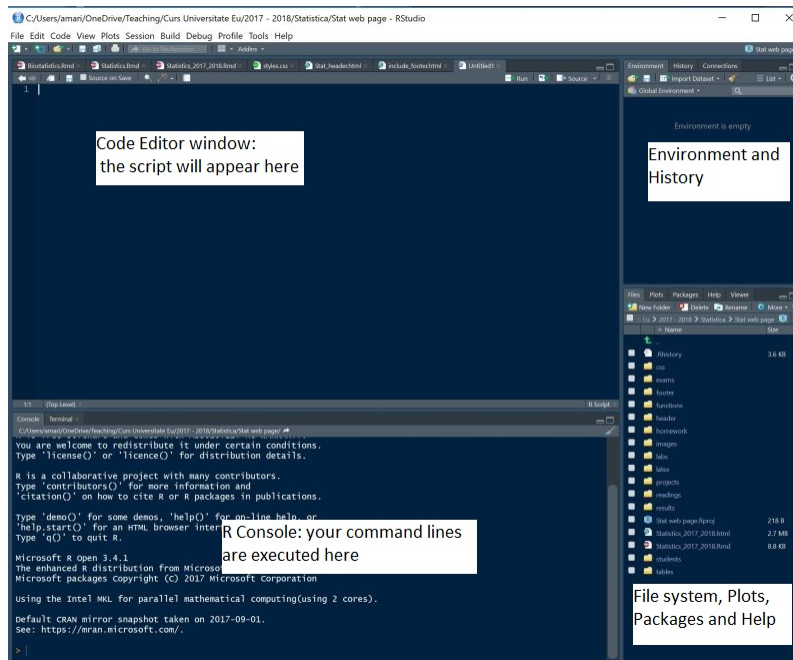 C:/Users/amari/OneDrive/Teaching/Curs Universitate Eu/2017 - 2018/Statistica/Stat web page - RStudio
File Edit Code View Plots Session Build Debug Profile Tools Help
Go to file/function Addins Stat web page
Biostatistics.Rmd Statistics.Rmd Statistics_2017_2018.Rmd styles.css Stat_header.html include_footer.html Untitled1
Source on Save Run Source
1
Code Editor window:
the script will appear here
1:1 (Top Level) R Script
Environment History Connections
Import Dataset List
Global Environment
Environment is empty
Environment and
History
Files Plots Packages Help Viewer
New Folder Delete Rename More
Eu 2017 - 2018 Statistica Stat web page
Name Size
..
.Rhistory 3.6 KB
css
exams
footer
functions
header
homework
images
labs
latex
projects
readings
results
Stat web page.Rproj 218 B
Statistics_2017_2018.html 2.7 MB
Statistics_2017_2018.Rmd 8.8 KB
students
tables
File system, Plots,
Packages and Help
Console Terminal
C:/Users/amari/OneDrive/Teaching/Curs Universitate Eu/2017 - 2018/Statistica/Stat web page/
You are welcome to redistribute it under certain conditions.
Type 'license()' or 'licence()' for distribution details.
R is a collaborative project with many contributors.
Type 'contributors()' for more information and
'citation()' on how to cite R or R packages in publications.
Type 'demo()' for some demos, 'help()' for on-line help, or
'help.start()' for an HTML browser inter
Type 'q()' to quit R.
R Console: your command lines
are executed here
Microsoft R Open 3.4.1
The enhanced R distribution from Microso
Microsoft packages Copyright (C) 2017 Microsoft Corporation
Using the Intel MKL for parallel mathematical computing(using 2 cores).
Default CRAN mirror snapshot taken on 2017-09-01.
See: https://mran.microsoft.com/.
>